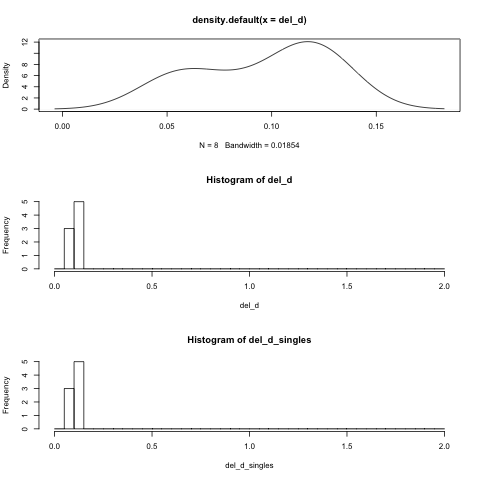 density.default(x = del_d)
Density
0 2 4 6 8 12
0.00 0.05 0.10 0.15
N = 8 Bandwidth = 0.01854
Histogram of del_d
Frequency
0 1 2 3 4 5
0.0 0.5 1.0 1.5 2.0
del_d
Histogram of del_d_singles
Frequency
0 1 2 3 4 5
0.0 0.5 1.0 1.5 2.0
del_d_singles